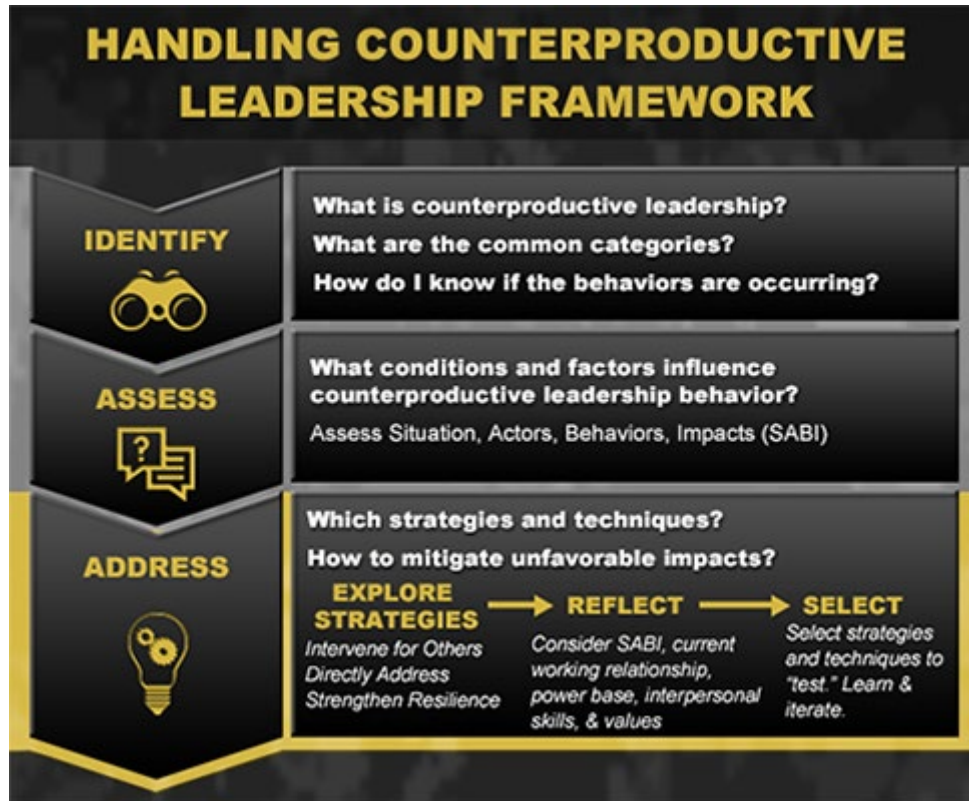 HANDLING COUNTERPRODUCTIVE
LEADERSHIP FRAMEWORK
IDENTIFY
What is counterproductive leadership?
What are the common categories?
How do I know if the behaviors are occurring?
ASSESS
?
What conditions and factors influence
counterproductive leadership behavior?
Assess Situation, Actors, Behaviors, Impacts (SABI)
ADDRESS
Which strategies and techniques?
How to mitigate unfavorable impacts?
EXPLORE
STRATEGIES
Intervene for Others
Directly Address
Strengthen Resilience
REFLECT
Consider SABI, current
working relationship,
power base, interpersonal
skills, & values
SELECT
Select strategies
and techniques to
"test." Learn &
iterate.